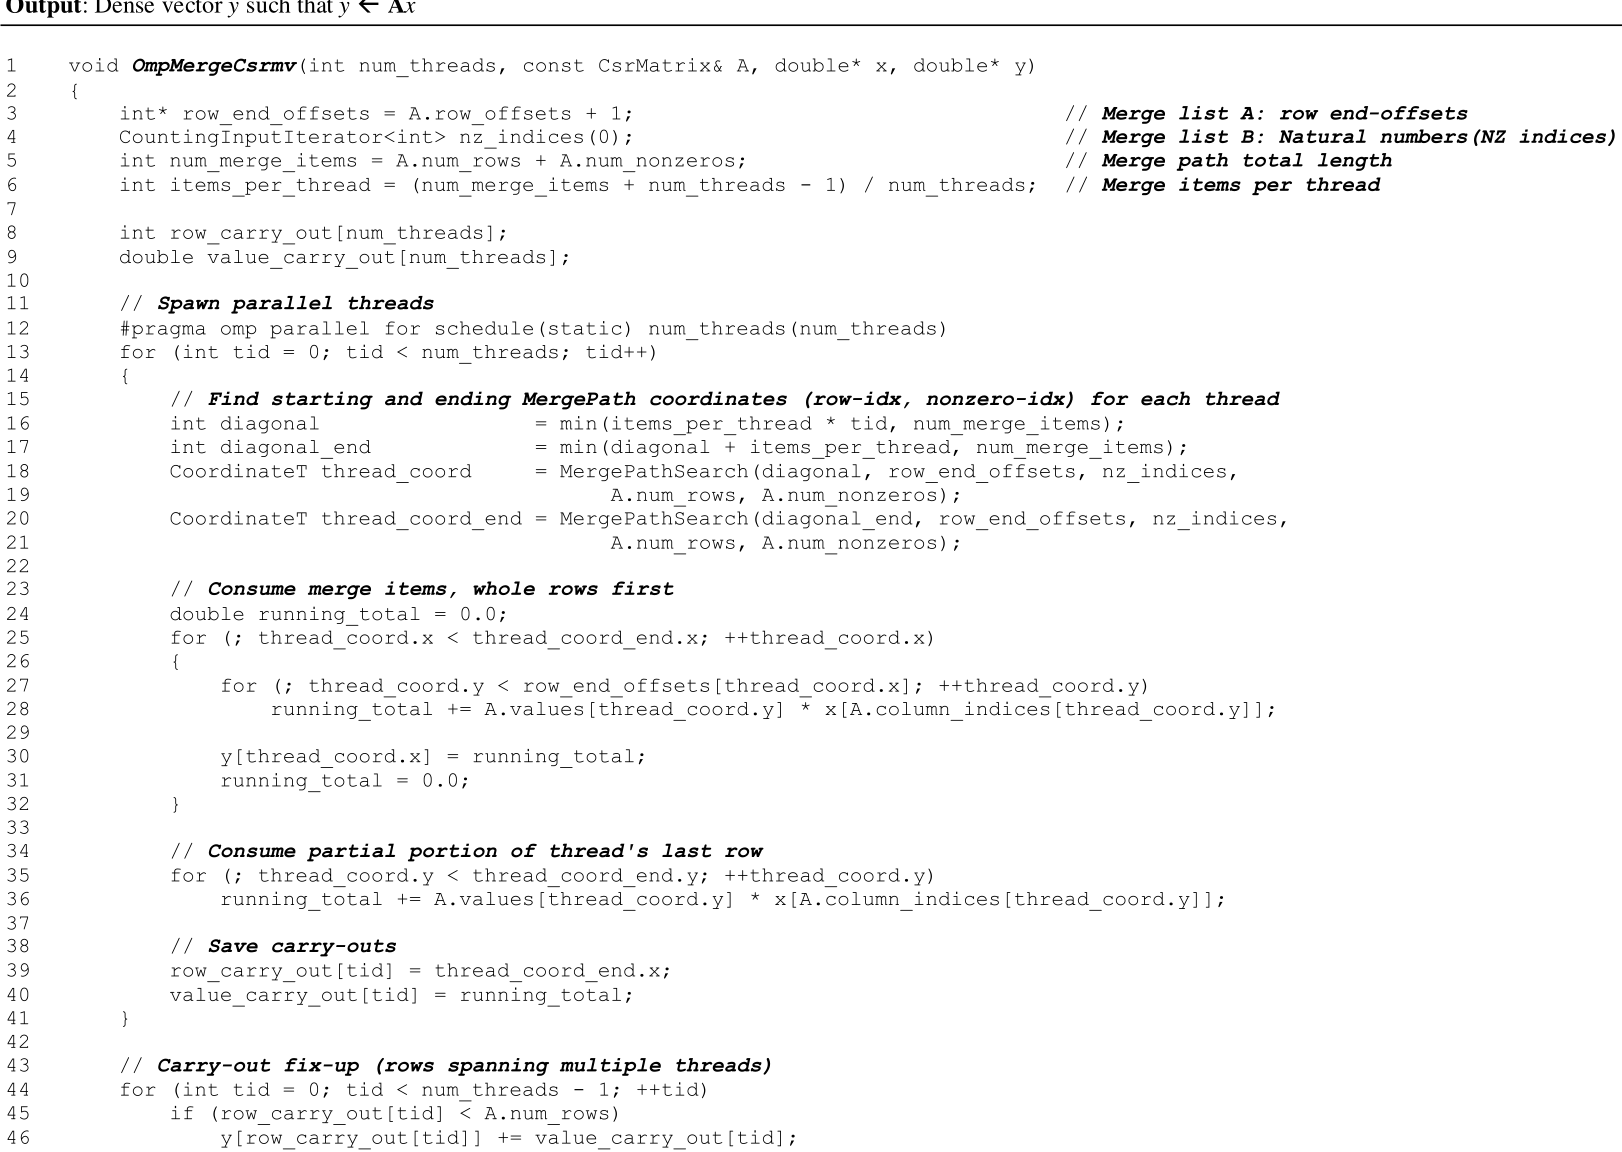 Output: Dense vector y such that y ← Ax
1 void OmpMergeCsrmv(int num_threads, const CsrMatrix& A, double* x, double* y)
2 {
3 int* row_end_offsets = A.row_offsets + 1; // Merge list A: row end-offsets
4 CountingInputIterator<int> nz_indices(0); // Merge list B: Natural numbers(NZ indices)
5 int num_merge_items = A.num_rows + A.num_nonzeros; // Merge path total length
6 int items_per_thread = (num_merge_items + num_threads - 1) / num_threads; // Merge items per thread
7
8 int row_carry_out[num_threads];
9 double value_carry_out[num_threads];
10
11 // Spawn parallel threads
12 #pragma omp parallel for schedule(static) num_threads(num_threads)
13 for (int tid = 0; tid < num_threads; tid++)
14 {
15 // Find starting and ending MergePath coordinates (row-idx, nonzero-idx) for each thread
16 int diagonal = min(items_per_thread * tid, num_merge_items);
17 int diagonal_end = min(diagonal + items_per_thread, num_merge_items);
18 CoordinateT thread_coord = MergePathSearch(diagonal, row_end_offsets, nz_indices,
19 A.num_rows, A.num_nonzeros);
20 CoordinateT thread_coord_end = MergePathSearch(diagonal_end, row_end_offsets, nz_indices,
21 A.num_rows, A.num_nonzeros);
22
23 // Consume merge items, whole rows first
24 double running_total = 0.0;
25 for (; thread_coord.x < thread_coord_end.x; ++thread_coord.x)
26 {
27 for (; thread_coord.y < row_end_offsets[thread_coord.x]; ++thread_coord.y)
28 running_total += A.values[thread_coord.y] * x[A.column_indices[thread_coord.y]];
29
30 y[thread_coord.x] = running_total;
31 running_total = 0.0;
32 }
33
34 // Consume partial portion of thread's last row
35 for (; thread_coord.y < thread_coord_end.y; ++thread_coord.y)
36 running_total += A.values[thread_coord.y] * x[A.column_indices[thread_coord.y]];
37
38 // Save carry-outs
39 row_carry_out[tid] = thread_coord_end.x;
40 value_carry_out[tid] = running_total;
41 }
42
43 // Carry-out fix-up (rows spanning multiple threads)
44 for (int tid = 0; tid < num_threads - 1; ++tid)
45 if (row_carry_out[tid] < A.num_rows)
46 y[row_carry_out[tid]] += value_carry_out[tid];